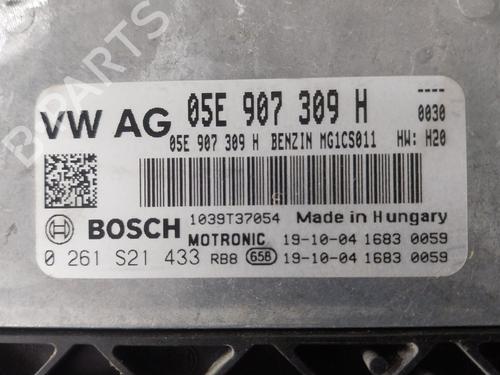 B-PARTS
VW AG 05E 907 309 H ----
0030
05E 907 309 H BENZIN MG1CS011 HW: H20
BOSCH 1039T37054 Made in Hungary
MOTRONIC 19-10-04 1683 0059
0 261 S21 433 RB8 658 19-10-04 1683 0059